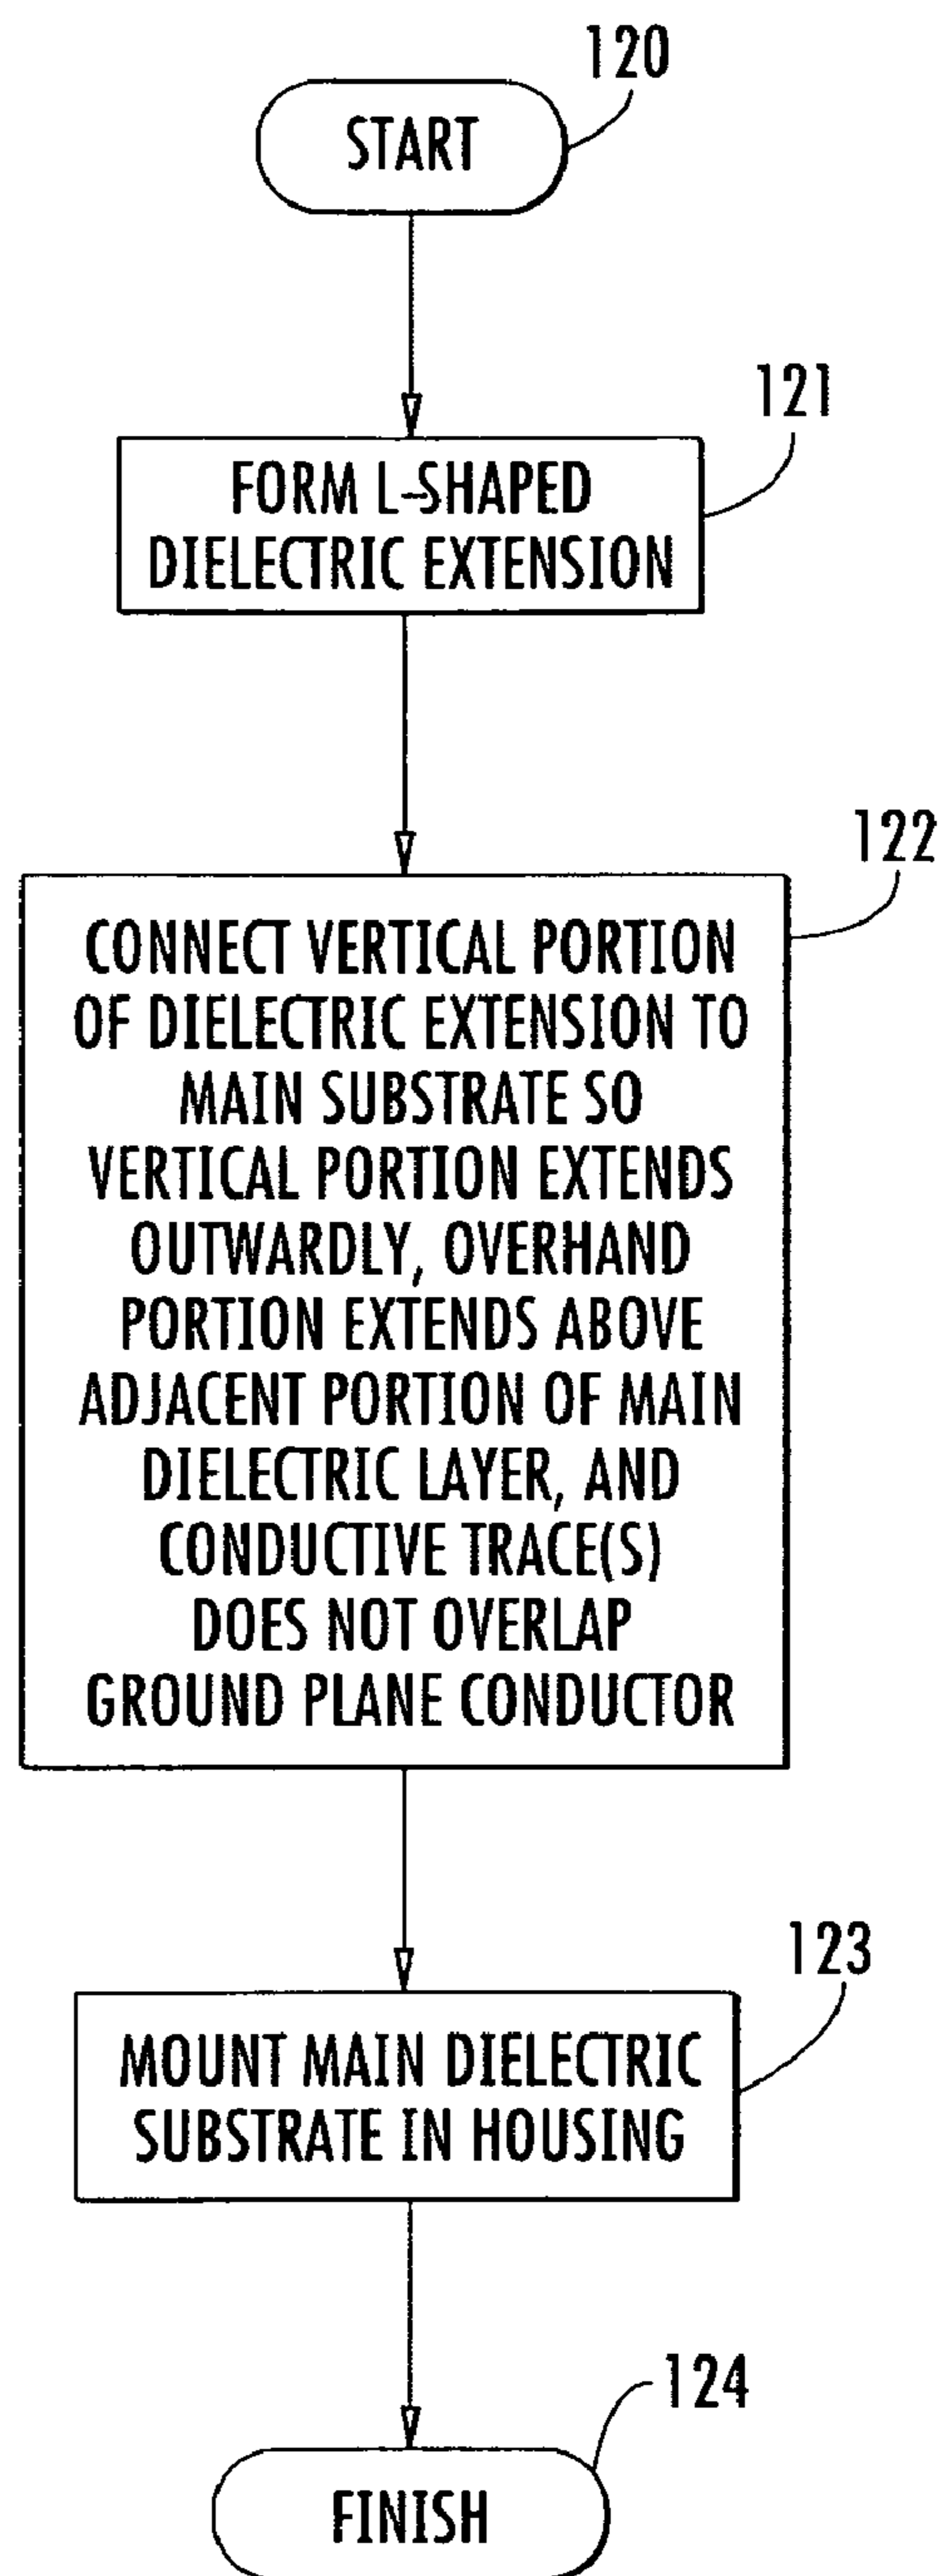 120
START
121
FORM L-SHAPED
DIELECTRIC EXTENSION
122
CONNECT VERTICAL PORTION
OF DIELECTRIC EXTENSION TO
MAIN SUBSTRATE SO
VERTICAL PORTION EXTENDS
OUTWARDLY, OVERHAND
PORTION EXTENDS ABOVE
ADJACENT PORTION OF MAIN
DIELECTRIC LAYER, AND
CONDUCTIVE TRACE(S)
DOES NOT OVERLAP
GROUND PLANE CONDUCTOR
123
MOUNT MAIN DIELECTRIC
SUBSTRATE IN HOUSING
124
FINISH